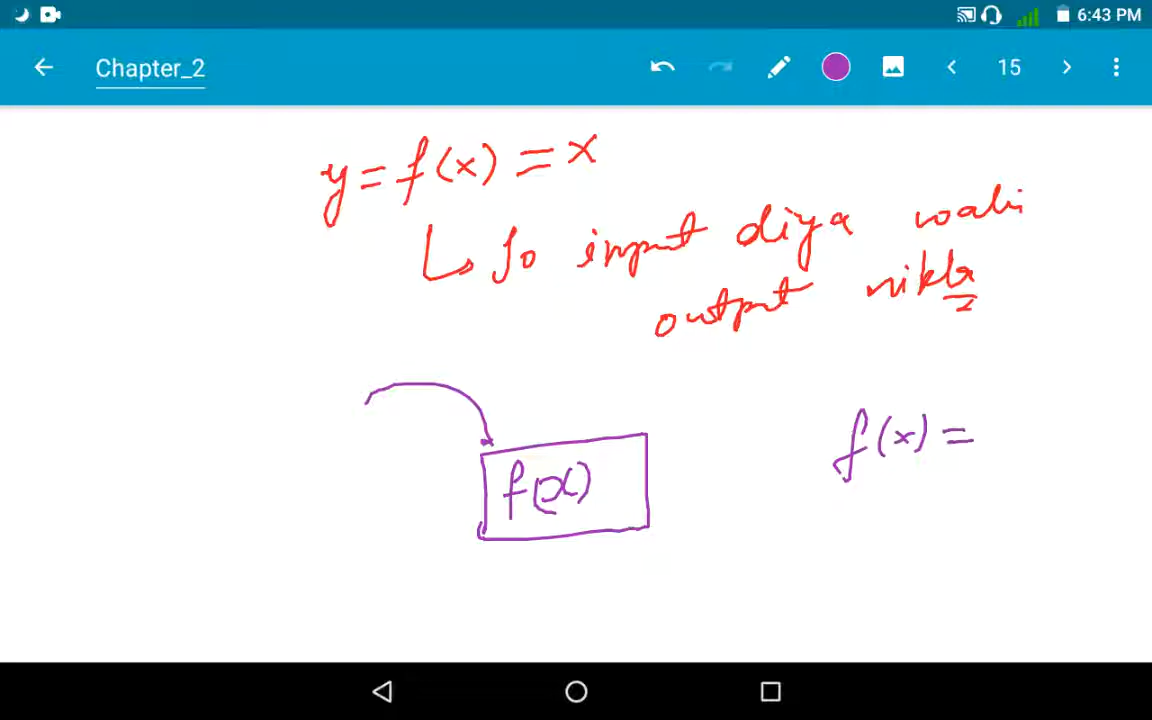 6:43 PM
Chapter_2
15
y = f(x) = x
↳ Jo input diya wahi
output nikla
f(x)
f(x) =